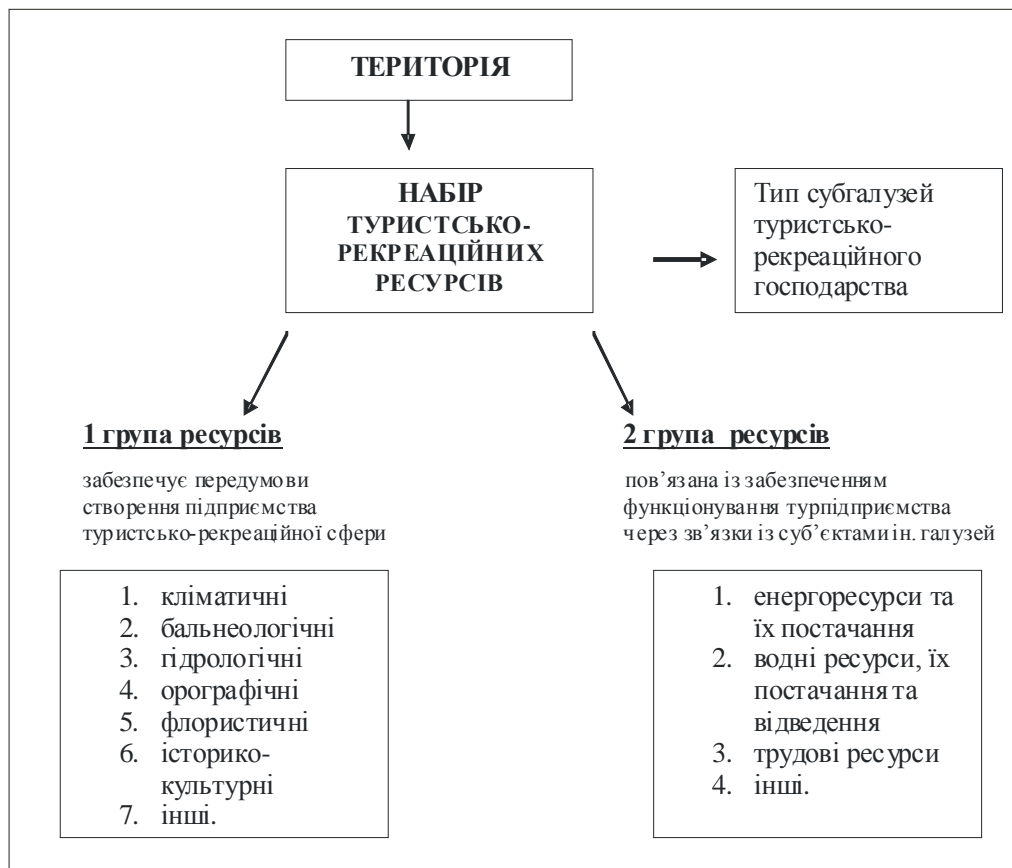 ТЕРИТОРІЯ
НАБІР
ТУРИСТСЬКО-
РЕКРЕАЦІЙНИХ
РЕСУРСІВ
Тип субгалузей
туристсько-
рекреаційного
господарства
1 група ресурсів
забезпечує передумови
створення підприємства
туристсько-рекреаційної сфери
1. кліматичні
2. бальнеологічні
3. гідрологічні
4. орографічні
5. флористичні
6. історико-
культурні
7. інші.
2 група ресурсів
пов’язана із забезпеченням
функціонування турпідприємства
через зв’язки із суб’єктами ін. галузей
1. енергоресурси та
їх постачання
2. водні ресурси, їх
постачання та
відведення
3. трудові ресурси
4. інші.